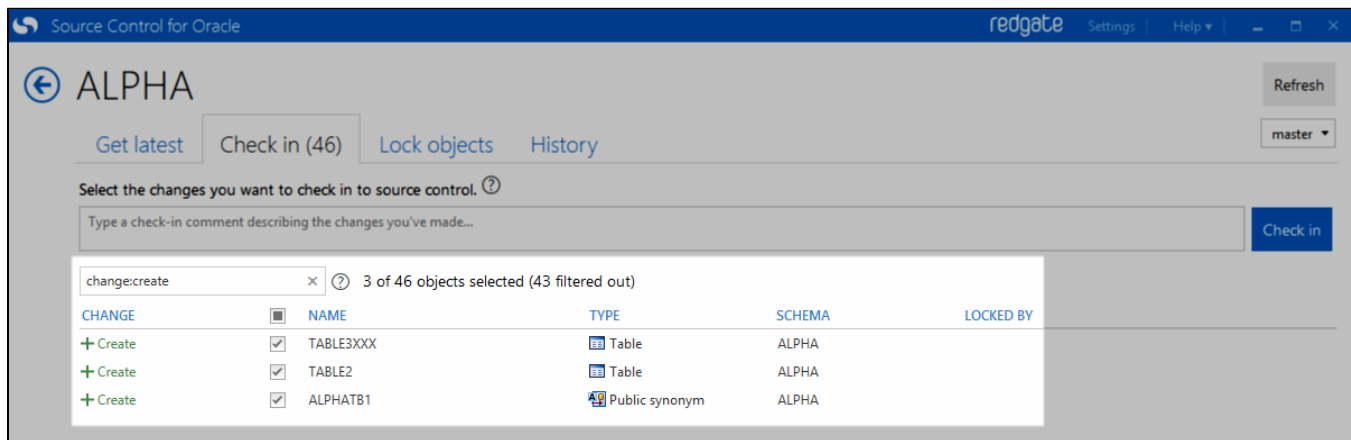 Source Control for Oracle redgate Settings Help
ALPHA Refresh
master
Get latest Check in (46) Lock objects History
Select the changes you want to check in to source control. ?
Type a check-in comment describing the changes you've made... Check in
change:create × ? 3 of 46 objects selected (43 filtered out)
CHANGE NAME TYPE SCHEMA LOCKED BY
+ Create TABLE3XXX Table ALPHA
+ Create TABLE2 Table ALPHA
+ Create ALPHATB1 Public synonym ALPHA